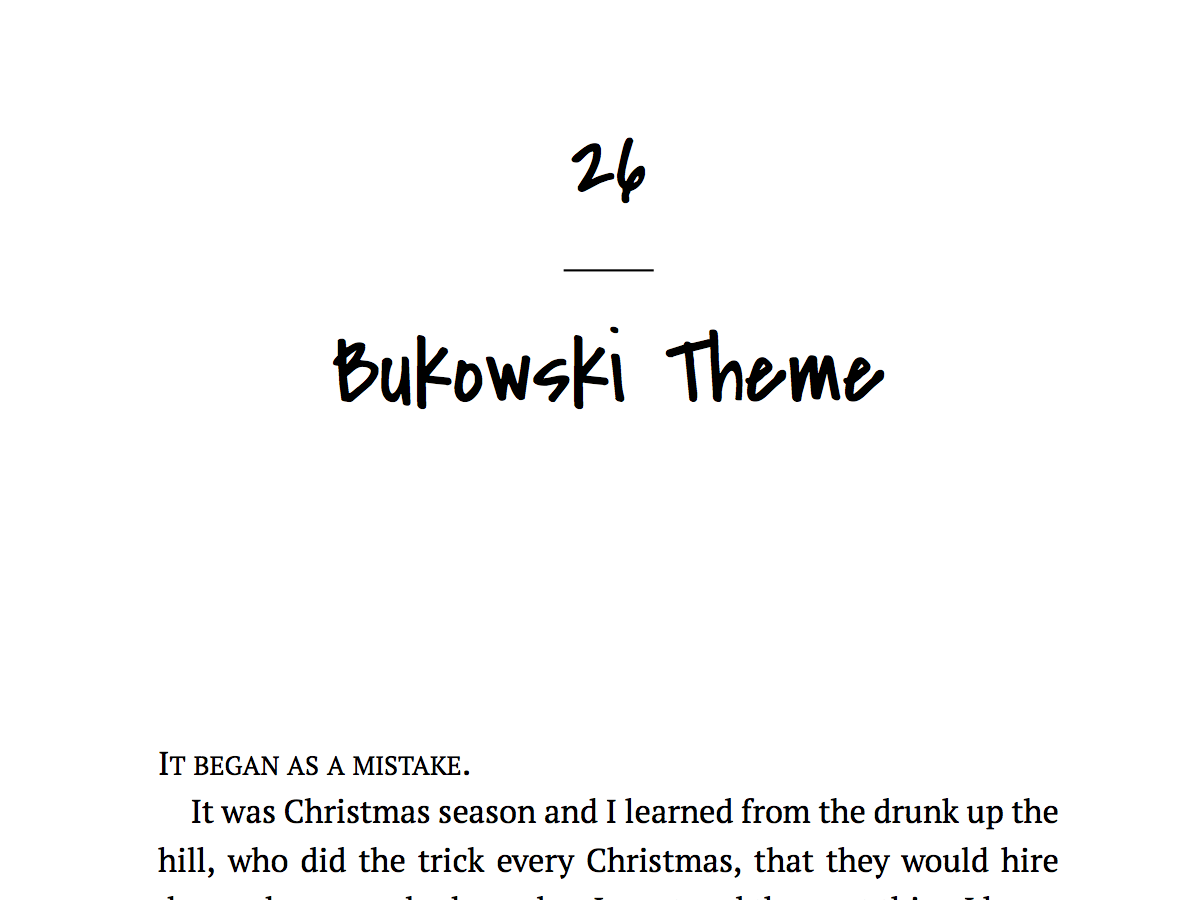 26
Bukowski Theme
IT BEGAN AS A MISTAKE.
It was Christmas season and I learned from the drunk up the
hill, who did the trick every Christmas, that they would hire